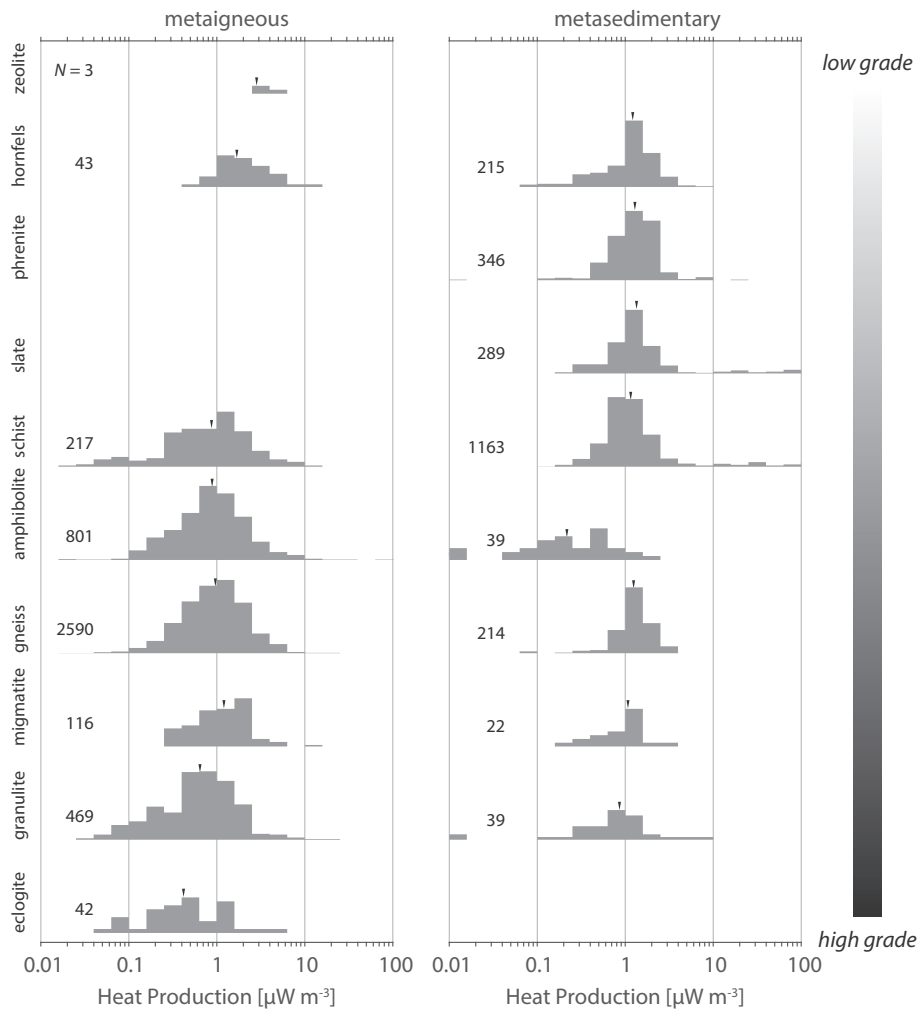 metaigneous
metasedimentary
low grade
zeolite
N = 3
hornfels
43
215
phrenite
346
slate
289
schist
217
1163
amphibolite
801
39
gneiss
2590
214
migmatite
116
22
granulite
469
39
eclogite
42
high grade
0.01 0.1 1 10 100
0.01 0.1 1 10 100
Heat Production [µW m-3]
Heat Production [µW m-3]